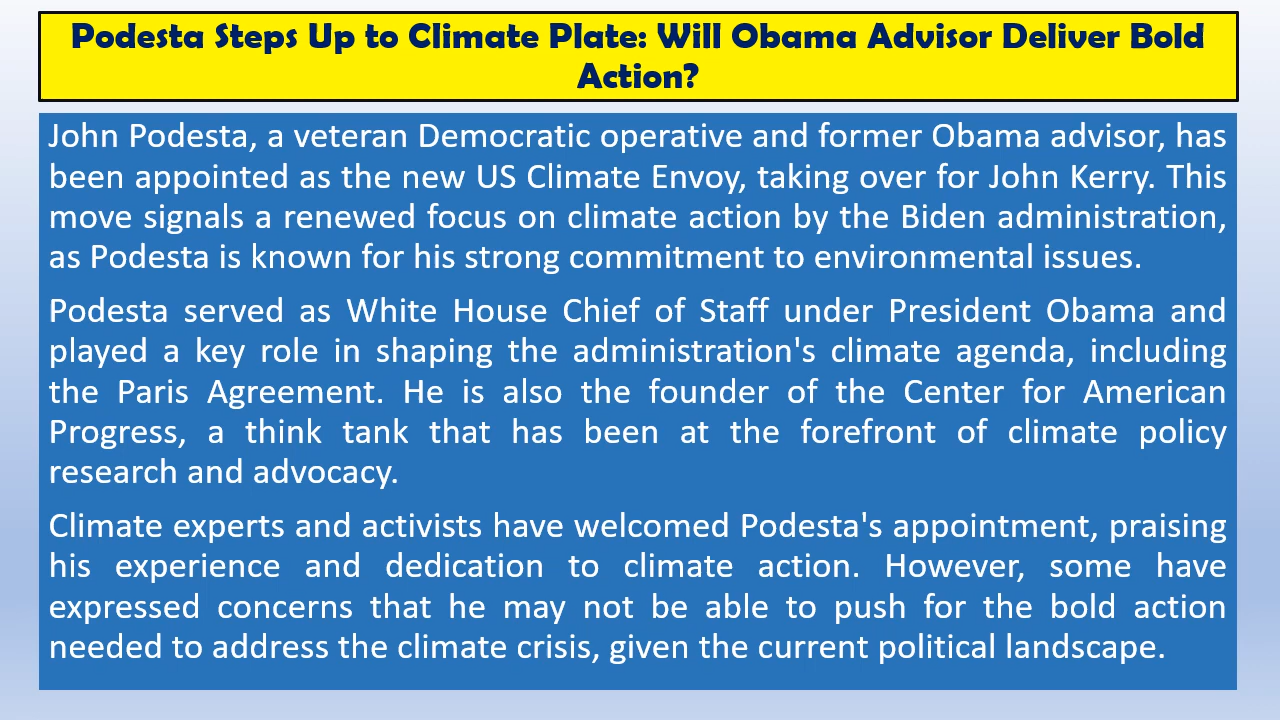 Podesta Steps Up to Climate Plate: Will Obama Advisor Deliver Bold
Action?
John Podesta, a veteran Democratic operative and former Obama advisor, has
been appointed as the new US Climate Envoy, taking over for John Kerry. This
move signals a renewed focus on climate action by the Biden administration,
as Podesta is known for his strong commitment to environmental issues.
Podesta served as White House Chief of Staff under President Obama and
played a key role in shaping the administration's climate agenda, including
the Paris Agreement. He is also the founder of the Center for American
Progress, a think tank that has been at the forefront of climate policy
research and advocacy.
Climate experts and activists have welcomed Podesta's appointment, praising
his experience and dedication to climate action. However, some have
expressed concerns that he may not be able to push for the bold action
needed to address the climate crisis, given the current political landscape.